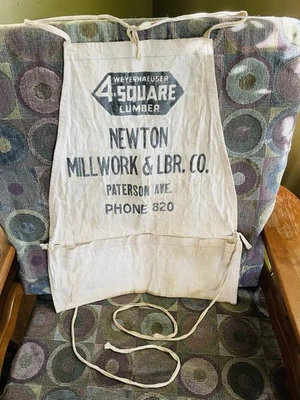 WEYERHAEUSER
4-SQUARE
LUMBER
NEWTON
MILLWORK & LBR. CO.
PATERSON AVE.
PHONE 820